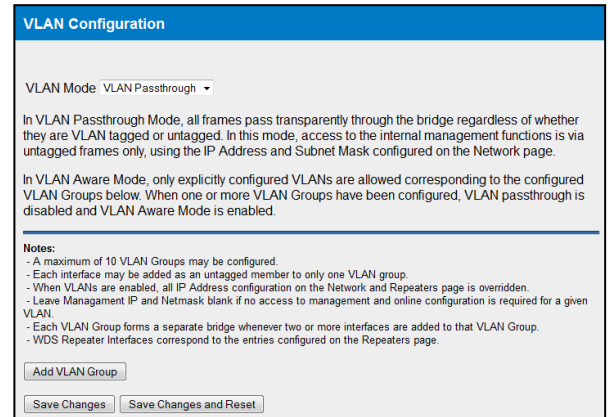 VLAN Configuration
VLAN Mode VLAN Passthrough
In VLAN Passthrough Mode, all frames pass transparently through the bridge regardless of whether
they are VLAN tagged or untagged. In this mode, access to the internal management functions is via
untagged frames only, using the IP Address and Subnet Mask configured on the Network page.
In VLAN Aware Mode, only explicitly configured VLANs are allowed corresponding to the configured
VLAN Groups below. When one or more VLAN Groups have been configured, VLAN passthrough is
disabled and VLAN Aware Mode is enabled.
Notes:
- A maximum of 10 VLAN Groups may be configured.
- Each interface may be added as an untagged member to only one VLAN group.
- When VLANs are enabled, all IP Address configuration on the Network and Repeaters page is overridden.
- Leave Managament IP and Netmask blank if no access to management and online configuration is required for a given
VLAN.
- Each VLAN Group forms a separate bridge whenever two or more interfaces are added to that VLAN Group.
- WDS Repeater Interfaces correspond to the entries configured on the Repeaters page.
Add VLAN Group
Save Changes Save Changes and Reset